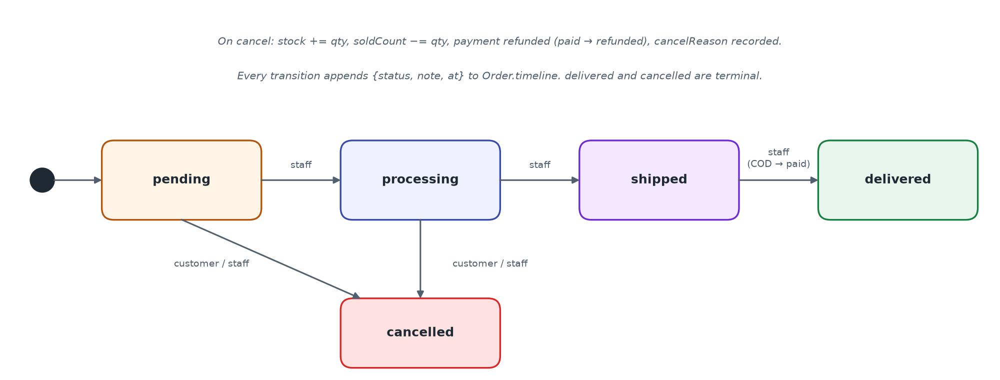 On cancel: stock += qty, soldCount −= qty, payment refunded (paid → refunded), cancelReason recorded.
Every transition appends {status, note, at} to Order.timeline. delivered and cancelled are terminal.
pending
staff
processing
staff
shipped
staff
(COD → paid)
delivered
customer / staff
customer / staff
cancelled